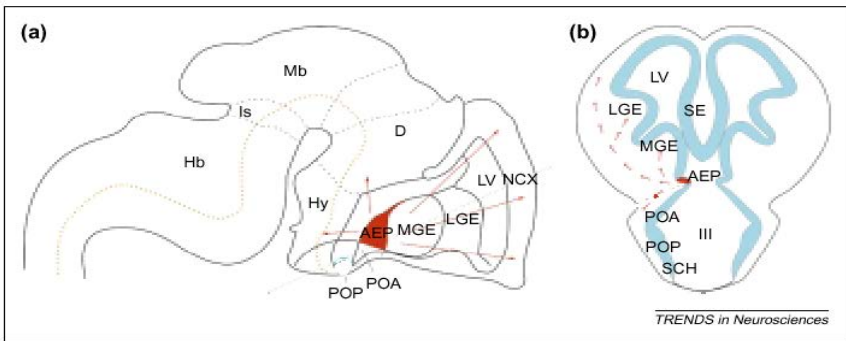 (a)
Mb
Is
D
Hb
Hy
LV NCX
LGE
AEP MGE
POA
POP
(b)
LV
LGE
SE
MGE
AEP
POA
III
POP
SCH
TRENDS in Neurosciences